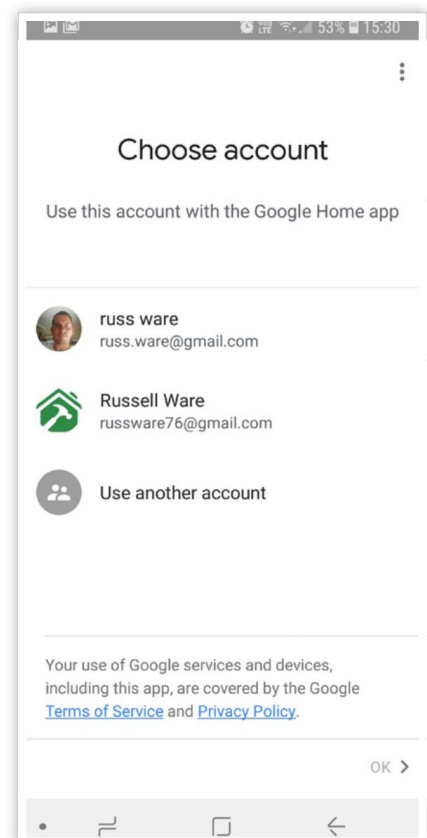 53% 15:30
Choose account
Use this account with the Google Home app
russ ware
russ.ware@gmail.com
Russell Ware
russware76@gmail.com
Use another account
Your use of Google services and devices,
including this app, are covered by the Google
Terms of Service and Privacy Policy.
OK